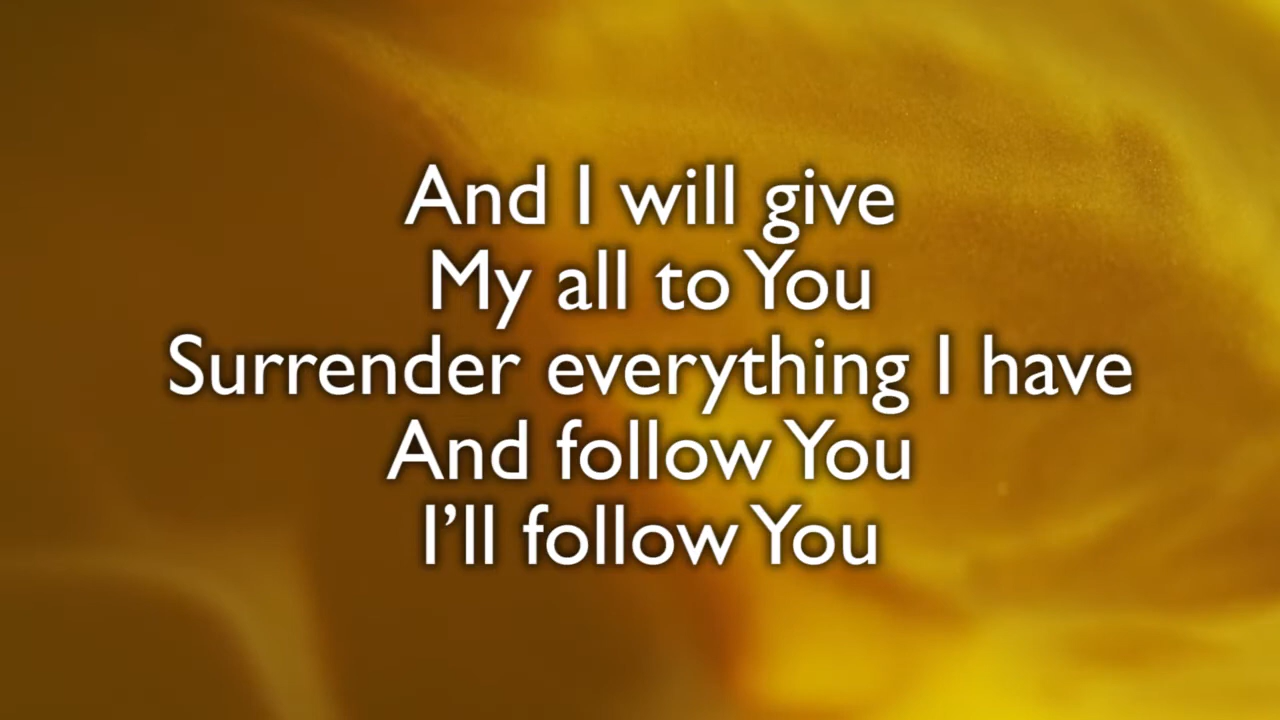 And I will give
My all to You
Surrender everything I have
And follow You
I’ll follow You